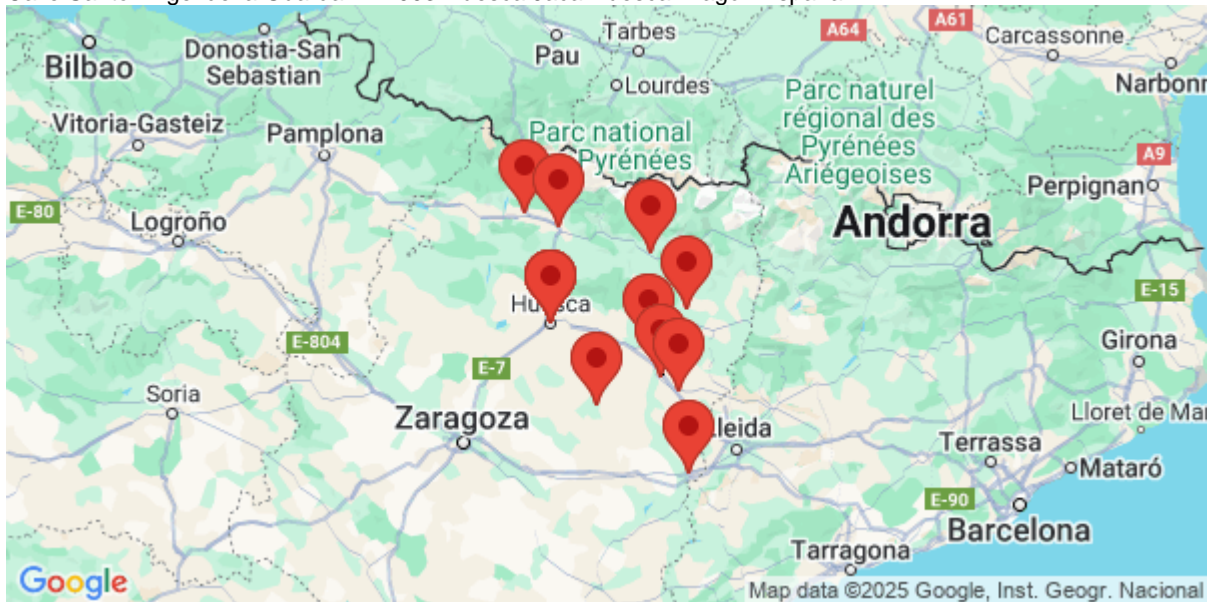 Bilbao
Donostia-San
Sebastian
Pau
Tarbes
A64
A61
Carcassonne
Lourdes
Narbonn
Vitoria-Gasteiz
Pamplona
Parc national
Pyrénées
Parc naturel
régional des
Pyrénées
Ariégeoises
A9
Perpignan
E-80
Logroño
Andorra
E-15
E-804
E-7
Girona
Soria
Zaragoza
Lleida
Lloret de Mar
Terrassa
Mataró
E-90
Barcelona
Tarragona
Google
Map data ©2025 Google, Inst. Geogr. Nacional